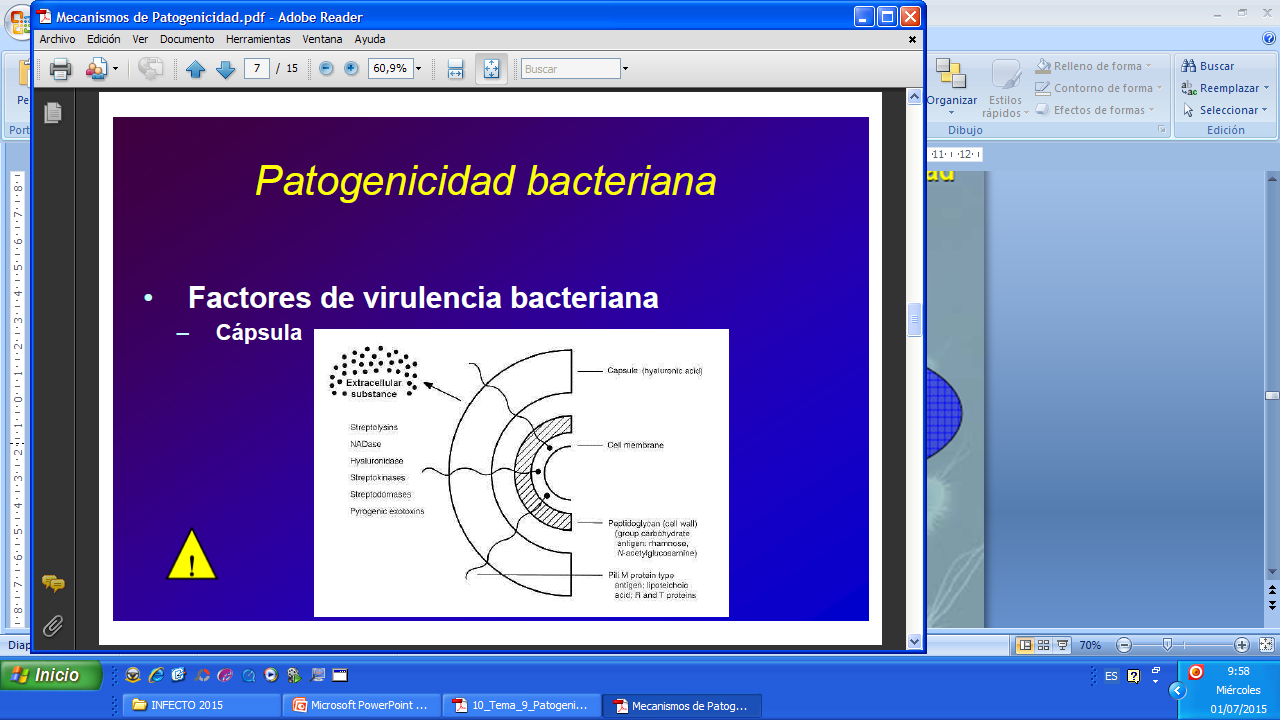 Mecanismos de Patogenicidad.pdf - Adobe Reader
Archivo Edición Ver Documento Herramientas Ventana Ayuda
7 / 15 60,9% Buscar
Patogenicidad bacteriana
• Factores de virulencia bacteriana
– Cápsula
Extracellular
substance
Streptolysins
NADase
Hyaluronidase
Streptokinases
Streptodornases
Pyrogenic exotoxins
Capsule (hyaluronic acid)
Cell membrane
Peptidoglycan (cell wall)
(group carbohydrate
antigen: rhamnose,
N-acetylglucosamine)
Pili M protein type
antigen; lipoteichoic
acid; R and T proteins
!
Organizar
Estilos
rápidos
Relleno de forma
Contorno de forma
Efectos de formas
Dibujo
Buscar
Reemplazar
Seleccionar
Edición
11 12
70%
Inicio
ES
9:58
Miércoles
01/07/2015
INFECTO 2015
Microsoft PowerPoint ...
10_Tema_9_Patogeni...
Mecanismos de Patog...